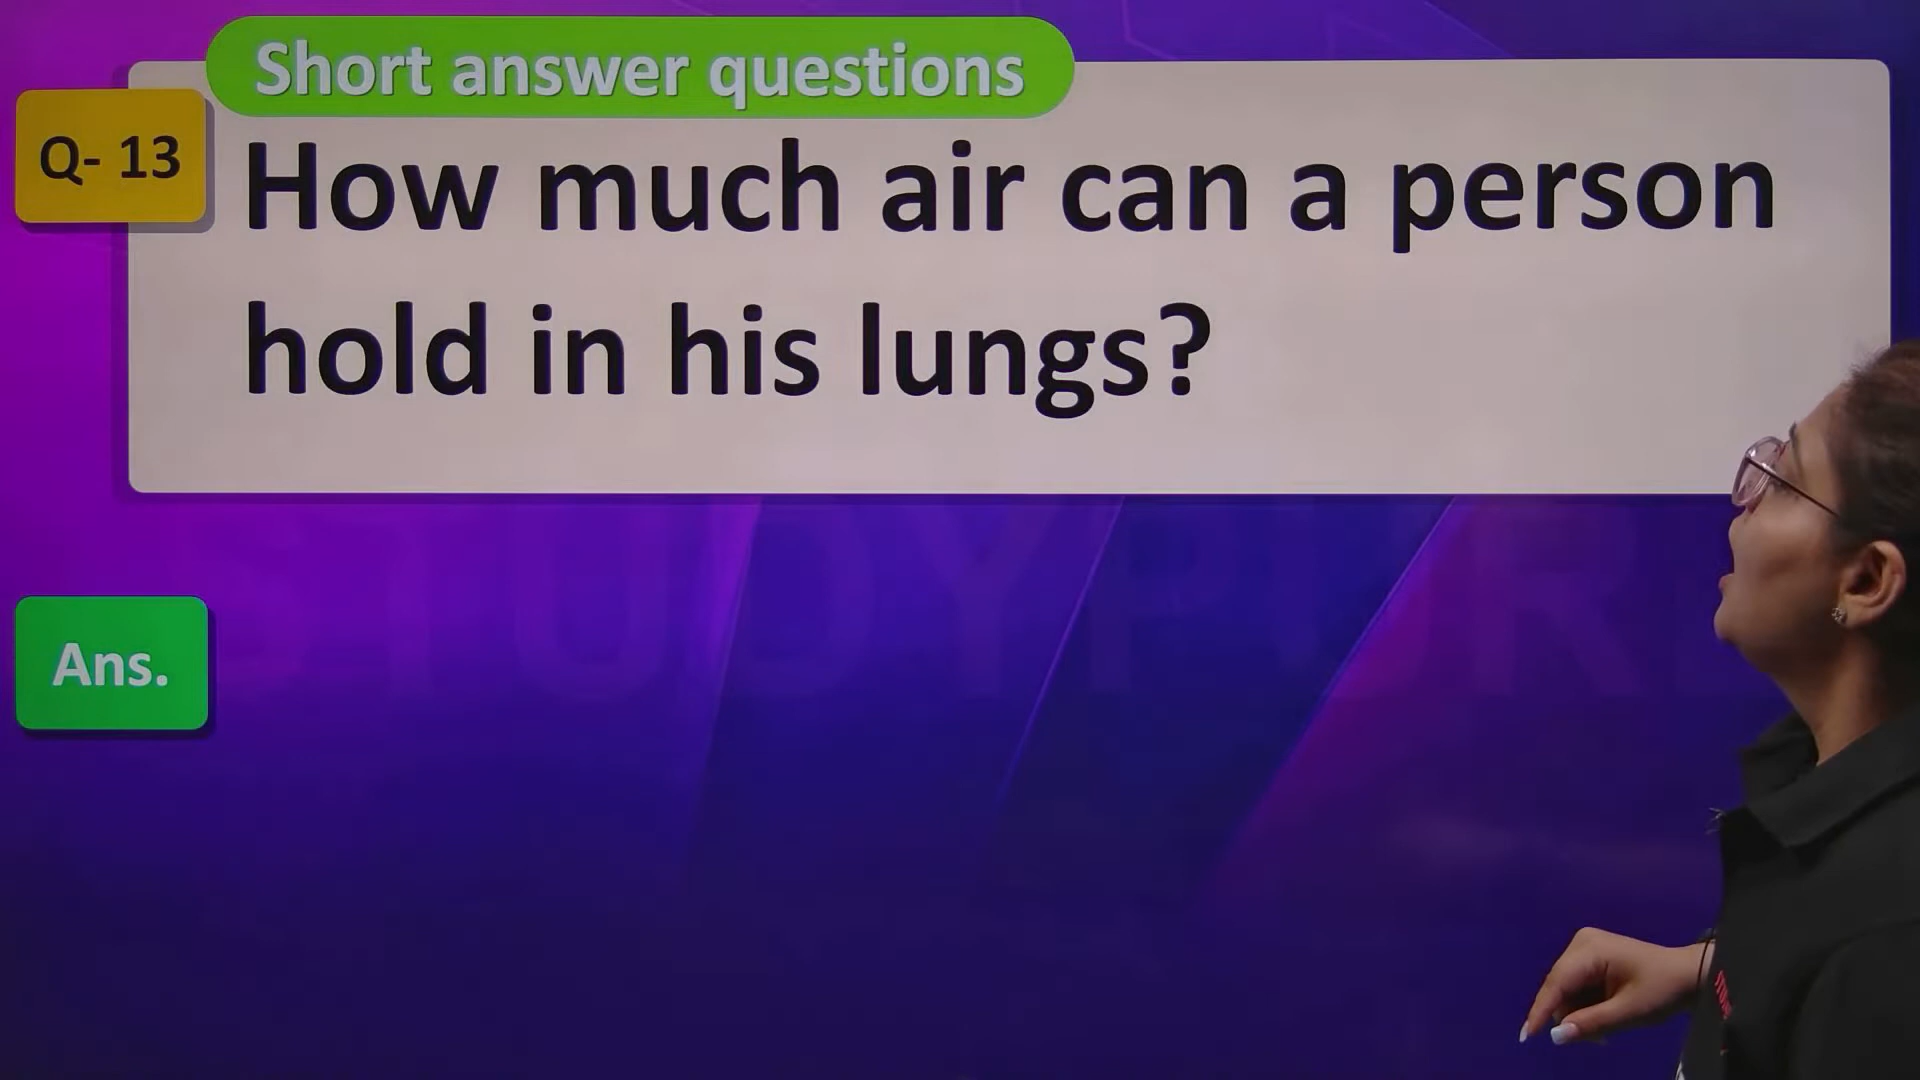 Short answer questions
Q- 13
How much air can a person
hold in his lungs?
Ans.